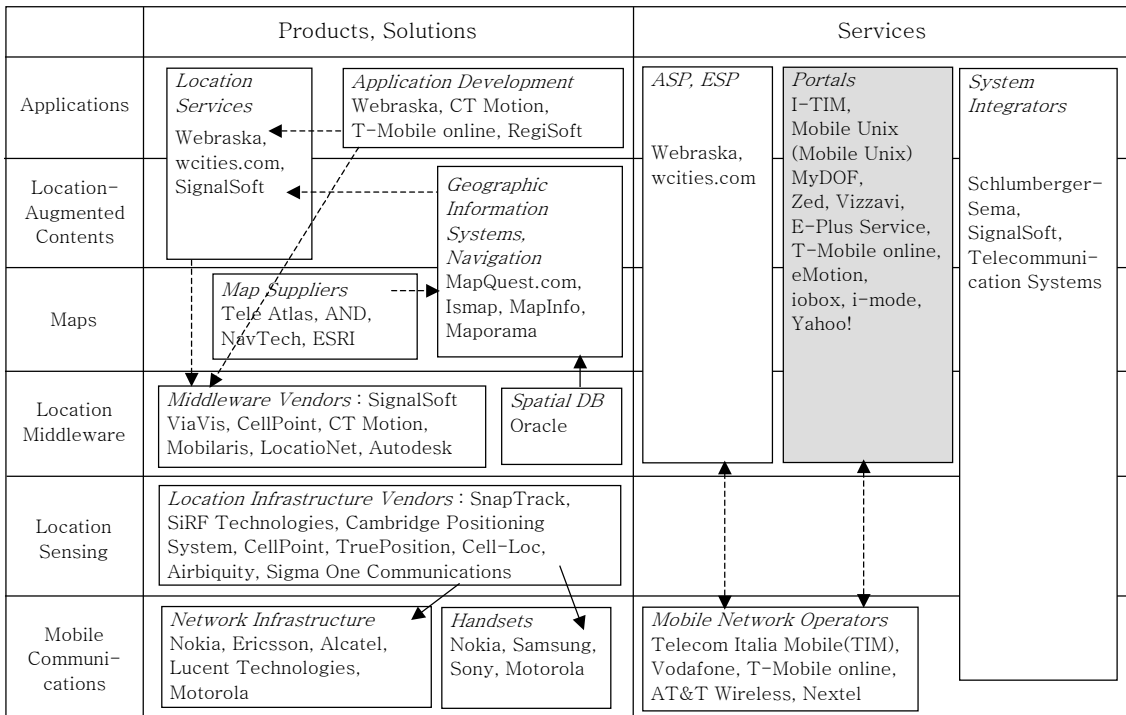 Products, Solutions
Services
Applications
Location
Services
Webraska,
wcities.com,
SignalSoft
Application Development
Webraska, CT Motion,
T-Mobile online, RegiSoft
ASP, ESP
Webraska,
wcities.com
Portals
I-TIM,
Mobile Unix
(Mobile Unix)
MyDOF,
Zed, Vizzavi,
E-Plus Service,
T-Mobile online,
eMotion,
iobox, i-mode,
Yahoo!
System
Integrators
Schlumberger-
Sema,
SignalSoft,
Telecommuni-
cation Systems
Location-
Augmented
Contents
Geographic
Information
Systems,
Navigation
MapQuest.com,
Ismap, MapInfo,
Maporama
Maps
Map Suppliers
Tele Atlas, AND,
NavTech, ESRI
Location
Middleware
Middleware Vendors : SignalSoft
ViaVis, CellPoint, CT Motion,
Mobilaris, LocatioNet, Autodesk
Spatial DB
Oracle
Location
Sensing
Location Infrastructure Vendors : SnapTrack,
SiRF Technologies, Cambridge Positioning
System, CellPoint, TruePosition, Cell-Loc,
Airbiquity, Sigma One Communications
Mobile
Communi-
cations
Network Infrastructure
Nokia, Ericsson, Alcatel,
Lucent Technologies,
Motorola
Handsets
Nokia, Samsung,
Sony, Motorola
Mobile Network Operators
Telecom Italia Mobile(TIM),
Vodafone, T-Mobile online,
AT&T Wireless, Nextel